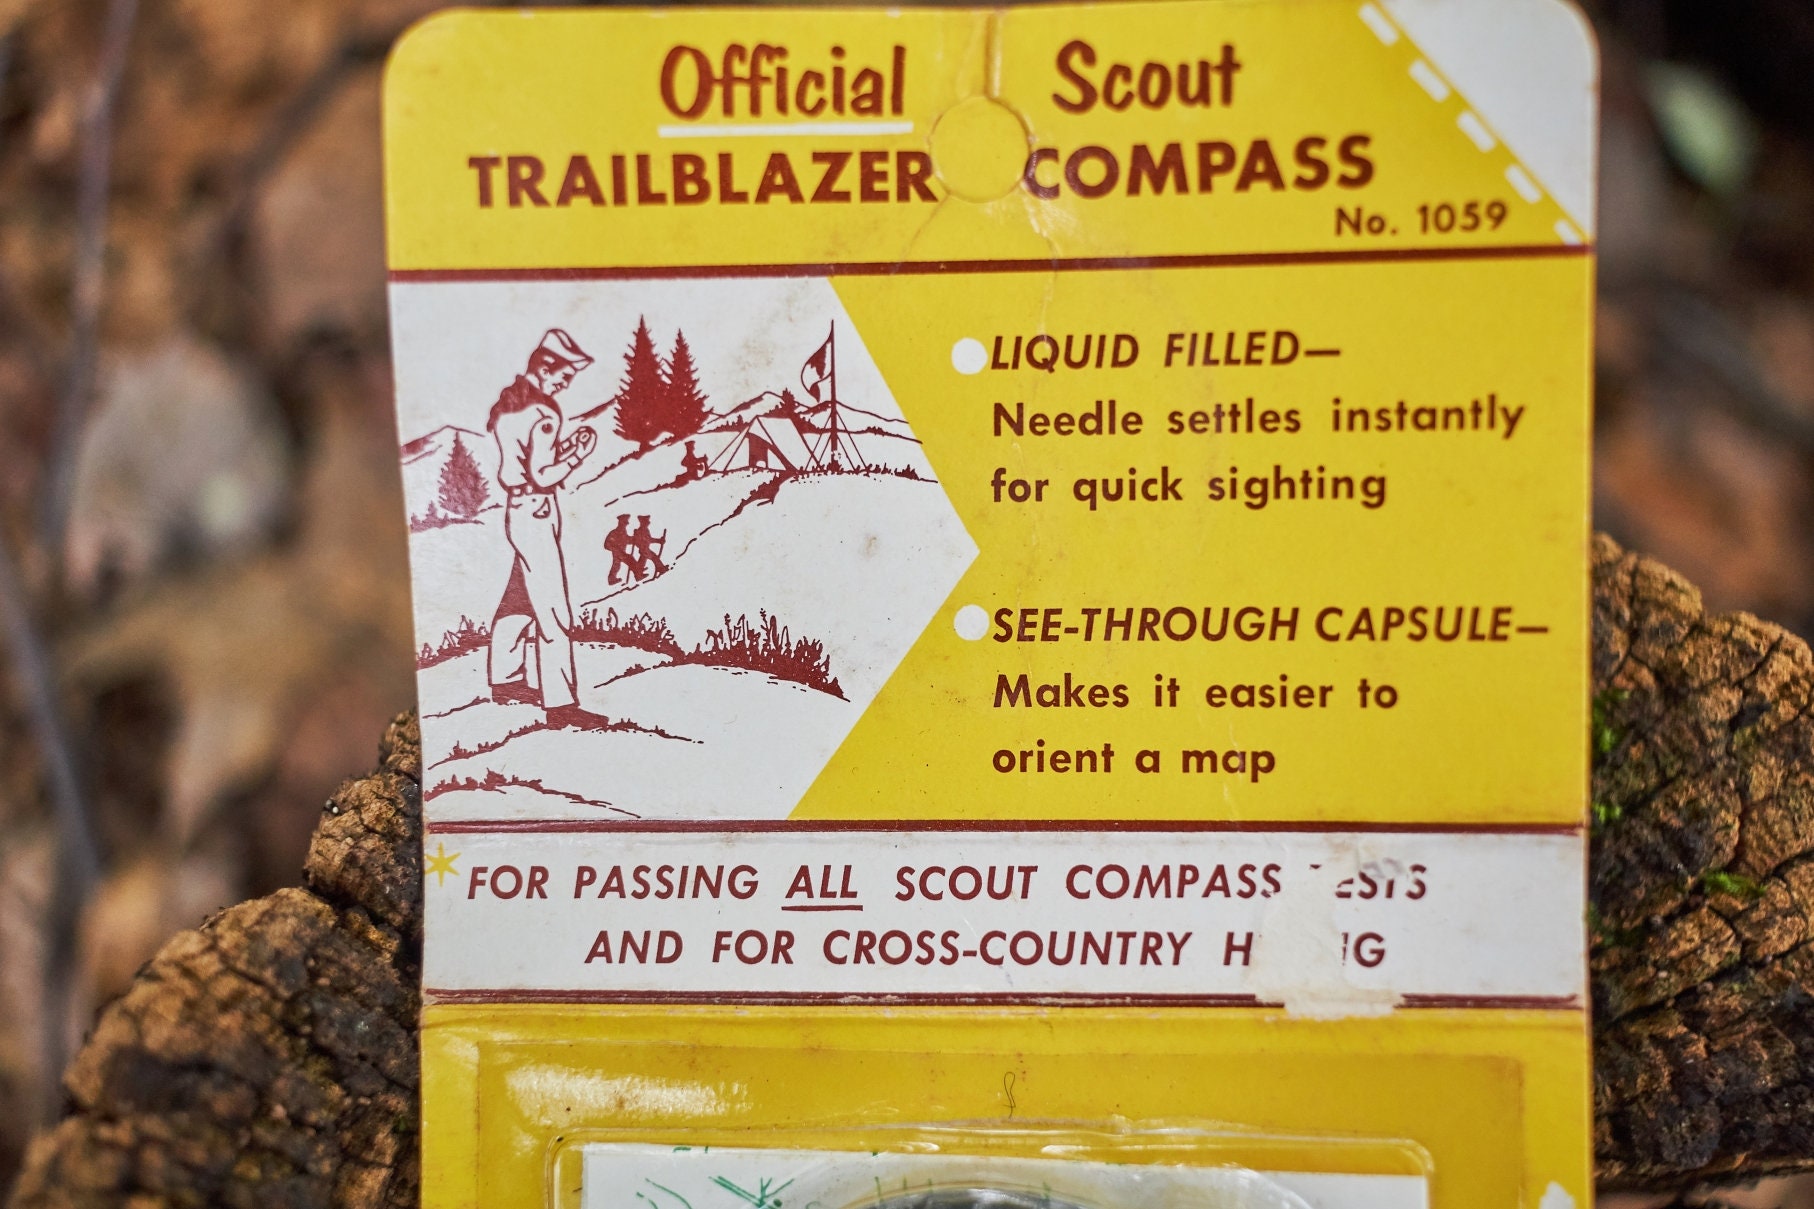 Official Scout
TRAILBLAZER COMPASS
No. 1059
LIQUID FILLED—
Needle settles instantly
for quick sighting
SEE-THROUGH CAPSULE—
Makes it easier to
orient a map
FOR PASSING ALL SCOUT COMPASS TESTS
AND FOR CROSS-COUNTRY